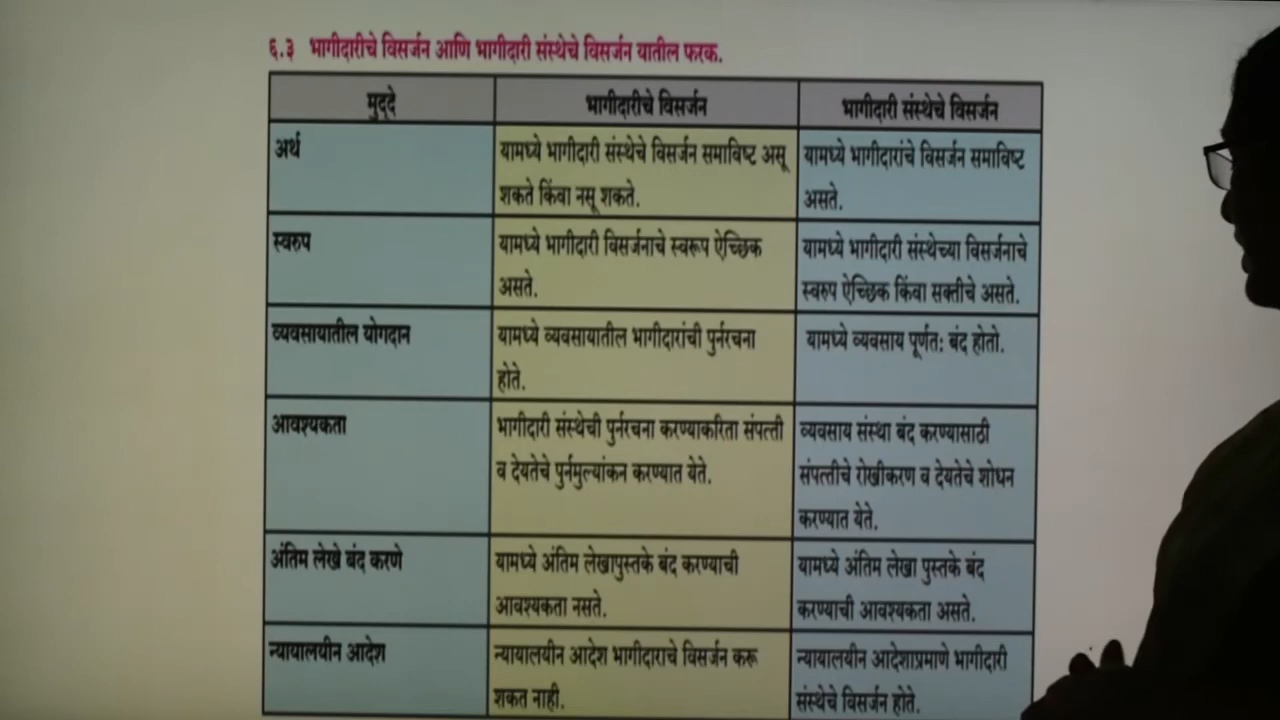 ६.३ भागीदारीचे विसर्जन आणि भागीदारी संस्थेचे विसर्जन यातील फरक.
मुद्दे भागीदारीचे विसर्जन भागीदारी संस्थेचे विसर्जन
अर्थ
यामध्ये भागीदारी संस्थेचे विसर्जन समाविष्ट असू
शकते किंवा नसू शकते.
यामध्ये भागीदारांचे विसर्जन समाविष्ट
असते.
स्वरुप
यामध्ये भागीदारी विसर्जनाचे स्वरूप ऐच्छिक
असते.
यामध्ये भागीदारी संस्थेच्या विसर्जनाचे
स्वरुप ऐच्छिक किंवा सक्तीचे असते.
व्यवसायातील योगदान
यामध्ये व्यवसायातील भागीदारांची पुर्नरचना
होते.
यामध्ये व्यवसाय पूर्णत: बंद होतो.
आवश्यकता
भागीदारी संस्थेची पुर्नरचना करण्याकरिता संपत्ती
व देयतेचे पुर्नमुल्यांकन करण्यात येते.
व्यवसाय संस्था बंद करण्यासाठी
संपत्तीचे रोखीकरण व देयतेचे शोधन
करण्यात येते.
अंतिम लेखे बंद करणे
यामध्ये अंतिम लेखापुस्तके बंद करण्याची
आवश्यकता नसते.
यामध्ये अंतिम लेखा पुस्तके बंद
करण्याची आवश्यकता असते.
न्यायालयीन आदेश
न्यायालयीन आदेश भागीदाराचे विसर्जन करू
शकत नाही.
न्यायालयीन आदेशाप्रमाणे भागीदारी
संस्थेचे विसर्जन होते.